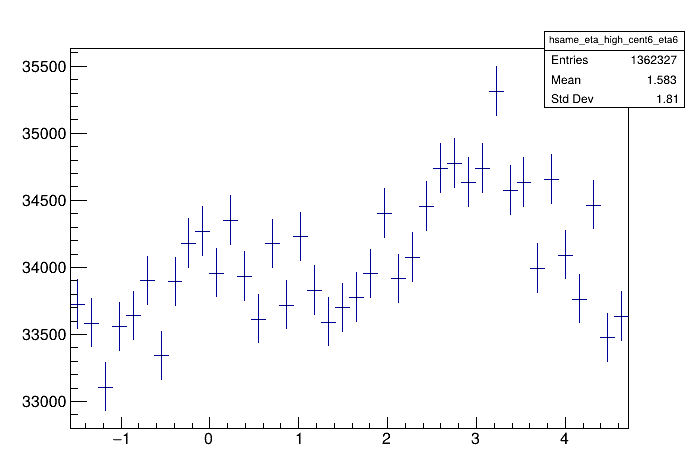 hsame_eta_high_cent6_eta6
Entries 1362327
Mean 1.583
Std Dev 1.81
35500
35000
34500
34000
33500
33000
−1 0 1 2 3 4